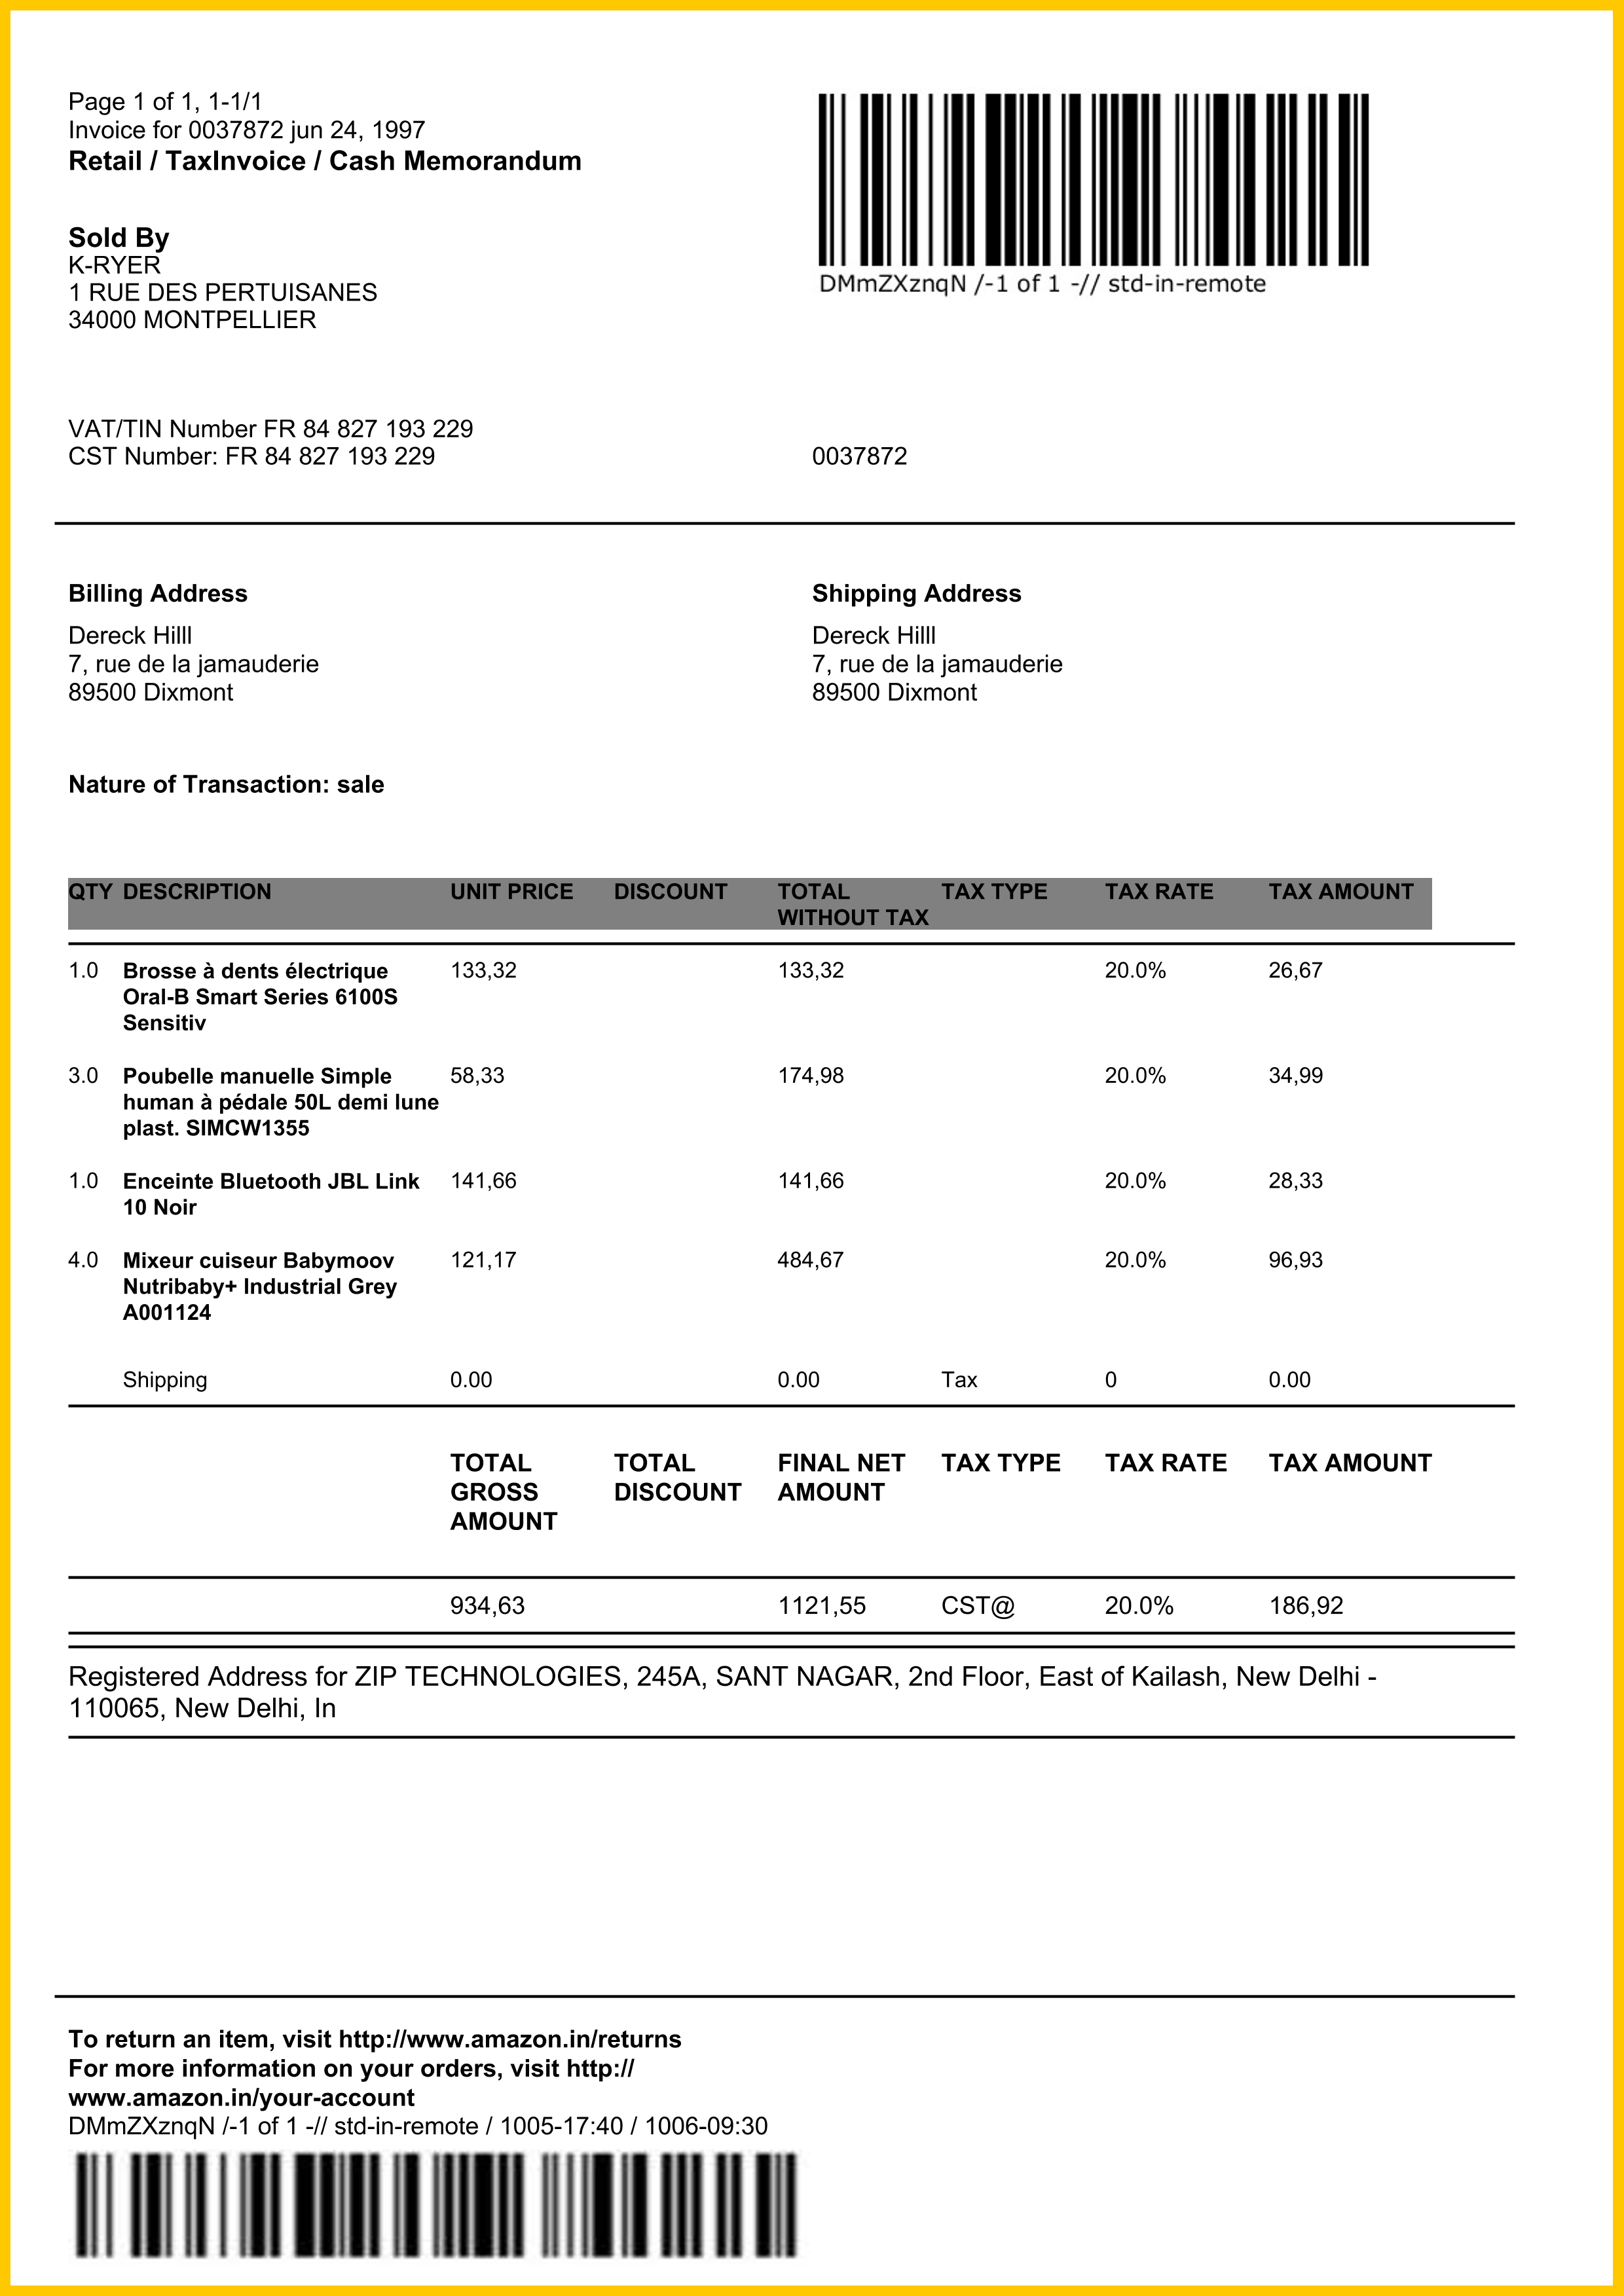 Page 1 of 1, 1-1/1
Invoice for 0037872 jun 24, 1997
Retail / TaxInvoice / Cash Memorandum
DMmZXznqN /-1 of 1 -// std-in-remote
Sold By
K-RYER
1 RUE DES PERTUISANES
34000 MONTPELLIER
VAT/TIN Number FR 84 827 193 229
CST Number: FR 84 827 193 229
0037872
Billing Address
Dereck Hilll
7, rue de la jamauderie
89500 Dixmont
Shipping Address
Dereck Hilll
7, rue de la jamauderie
89500 Dixmont
Nature of Transaction: sale
QTY DESCRIPTION UNIT PRICE DISCOUNT TOTAL TAX TYPE TAX RATE TAX AMOUNT
WITHOUT TAX
1.0 Brosse à dents électrique 133,32 133,32 20.0% 26,67
Oral-B Smart Series 6100S
Sensitiv
3.0 Poubelle manuelle Simple 58,33 174,98 20.0% 34,99
human à pédale 50L demi lune
plast. SIMCW1355
1.0 Enceinte Bluetooth JBL Link 141,66 141,66 20.0% 28,33
10 Noir
4.0 Mixeur cuiseur Babymoov 121,17 484,67 20.0% 96,93
Nutribaby+ Industrial Grey
A001124
Shipping 0.00 0.00 Tax 0 0.00
TOTAL TOTAL FINAL NET TAX TYPE TAX RATE TAX AMOUNT
GROSS DISCOUNT AMOUNT
AMOUNT
934,63 1121,55 CST@ 20.0% 186,92
Registered Address for ZIP TECHNOLOGIES, 245A, SANT NAGAR, 2nd Floor, East of Kailash, New Delhi -
110065, New Delhi, In
To return an item, visit http://www.amazon.in/returns
For more information on your orders, visit http://
www.amazon.in/your-account
DMmZXznqN /-1 of 1 -// std-in-remote / 1005-17:40 / 1006-09:30